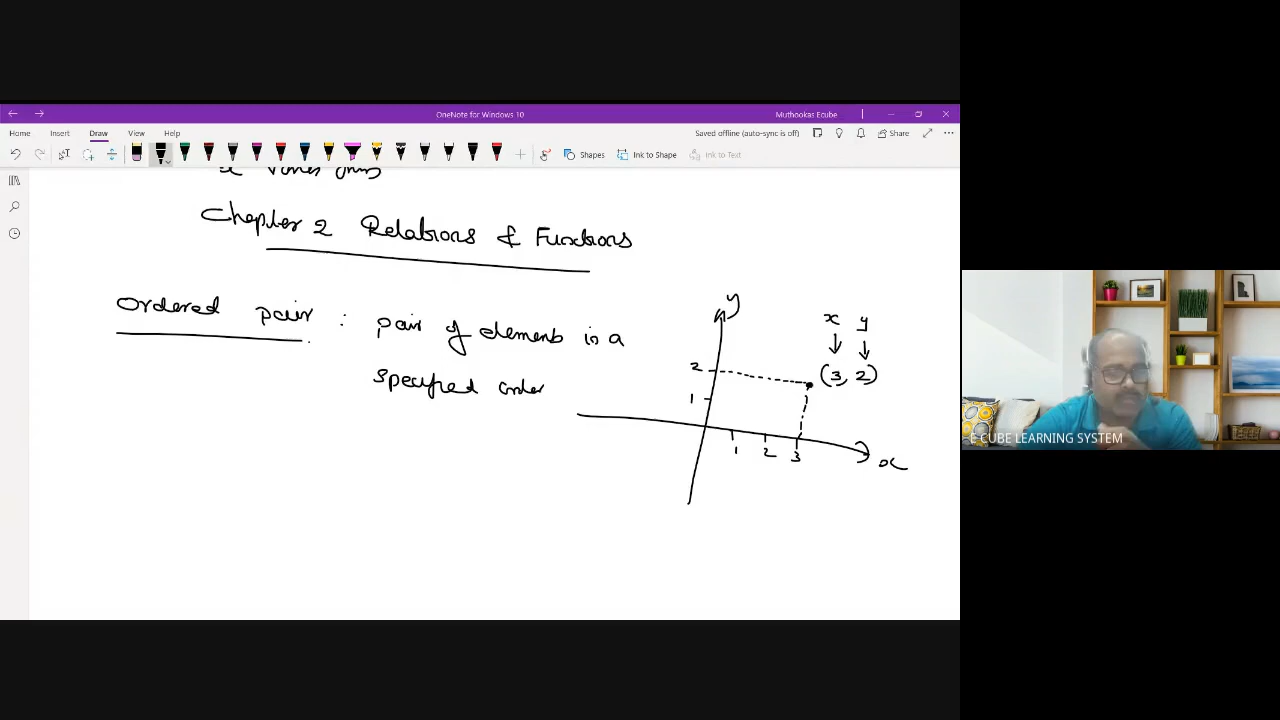 OneNote for Windows 10
Muthookas Ecube
Home Insert Draw View Help
Saved offline (auto-sync is off)
Share
Shapes
Ink to Shape
Ink to Text
Chapter 2 Relations & Functions
Ordered pair : pair of elements in a
specified order
y
x y
2
(3, 2)
1
1 2 3
x
E CUBE LEARNING SYSTEM